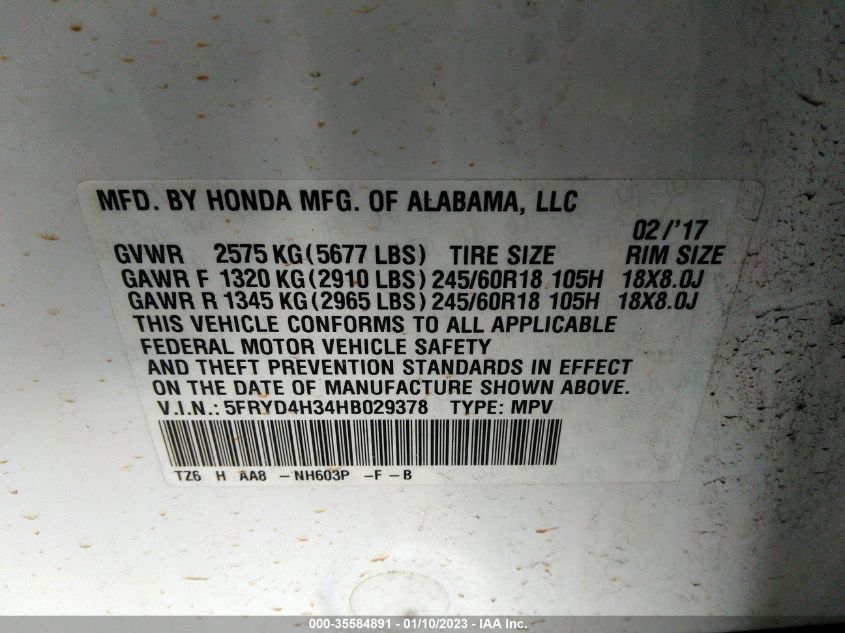 MFD. BY HONDA MFG. OF ALABAMA, LLC
02/'17
GVWR 2575 KG(5677 LBS) TIRE SIZE RIM SIZE
GAWR F 1320 KG(2910 LBS) 245/60R18 105H 18X8.0J
GAWR R 1345 KG(2965 LBS) 245/60R18 105H 18X8.0J
THIS VEHICLE CONFORMS TO ALL APPLICABLE
FEDERAL MOTOR VEHICLE SAFETY
AND THEFT PREVENTION STANDARDS IN EFFECT
ON THE DATE OF MANUFACTURE SHOWN ABOVE.
V.I.N.: 5FRYD4H34HB029378 TYPE: MPV
TZ6 H AA8 -NH603P -F -B
000-35584891 - 01/10/2023 - IAA Inc.